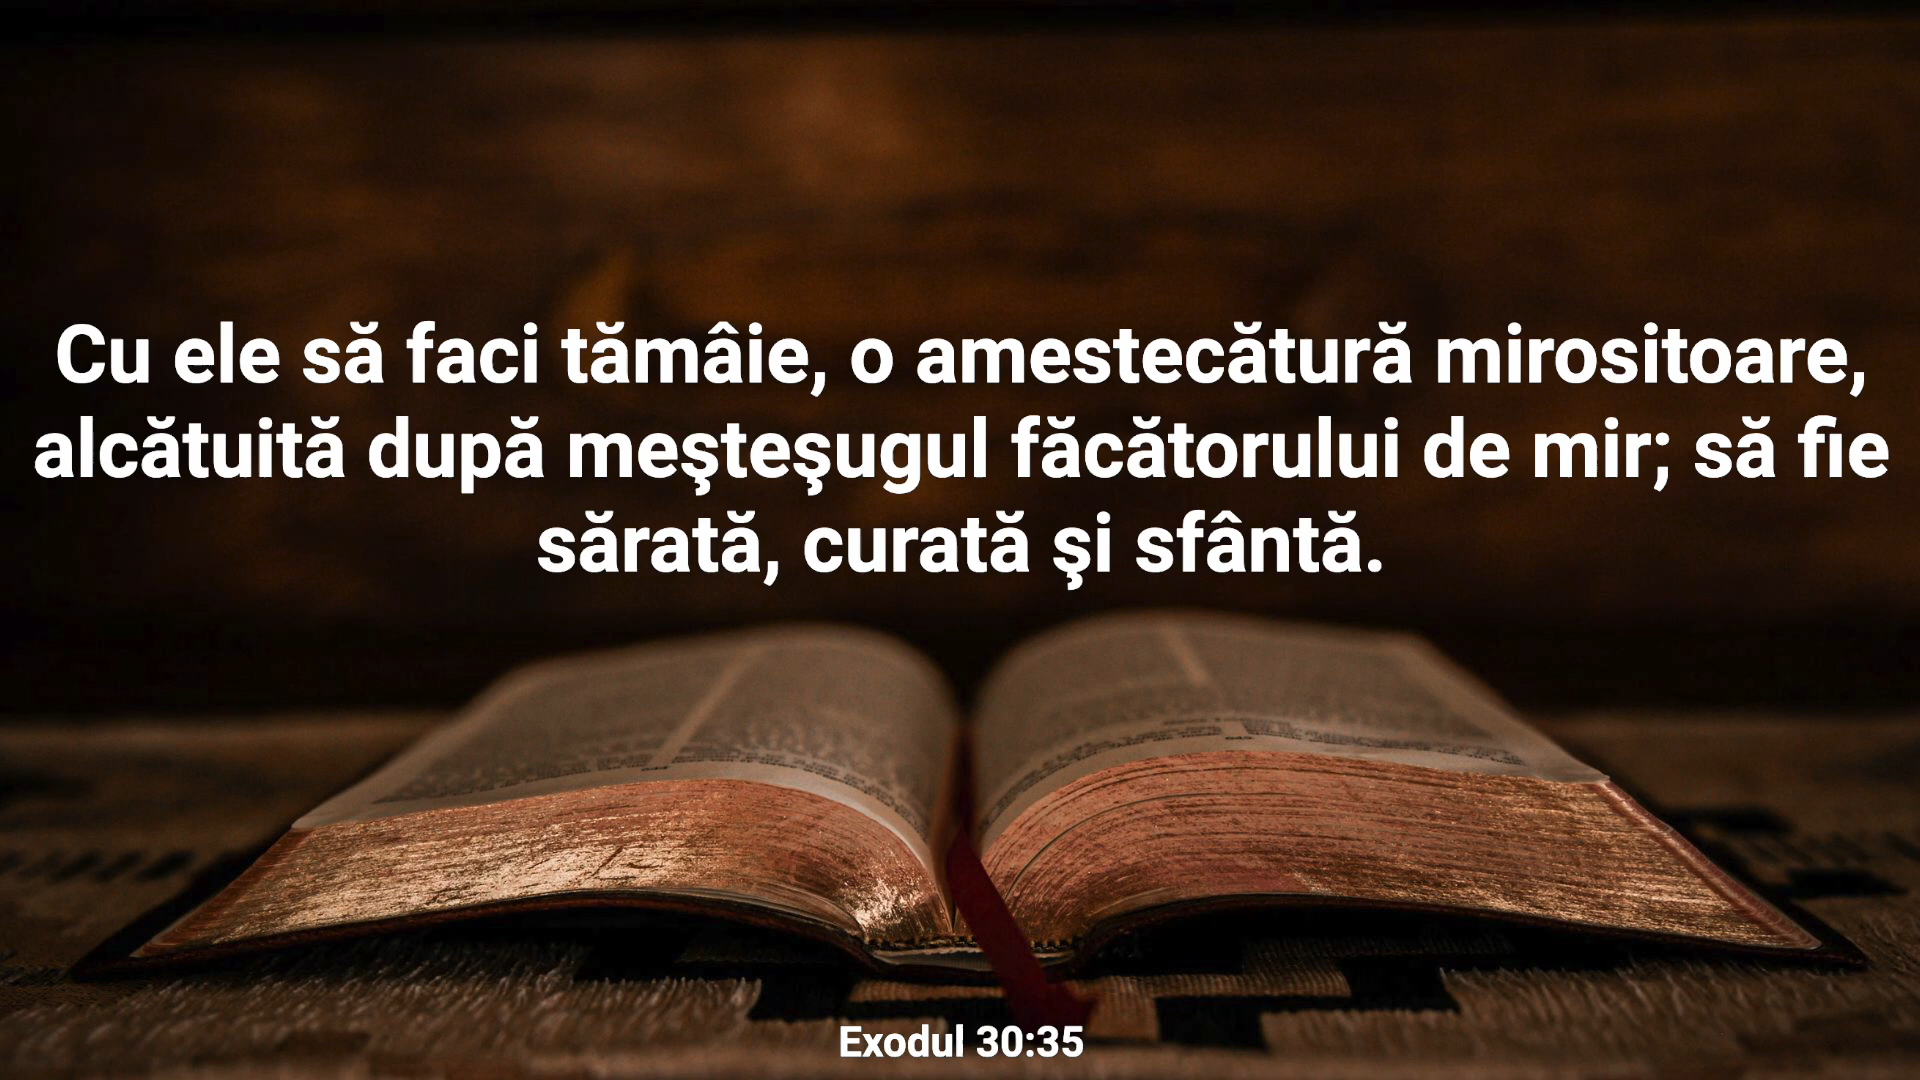 Cu ele să faci tămâie, o amestecătură mirositoare,
alcătuită după meşteşugul făcătorului de mir; să fie
sărată, curată şi sfântă.
Exodul 30:35